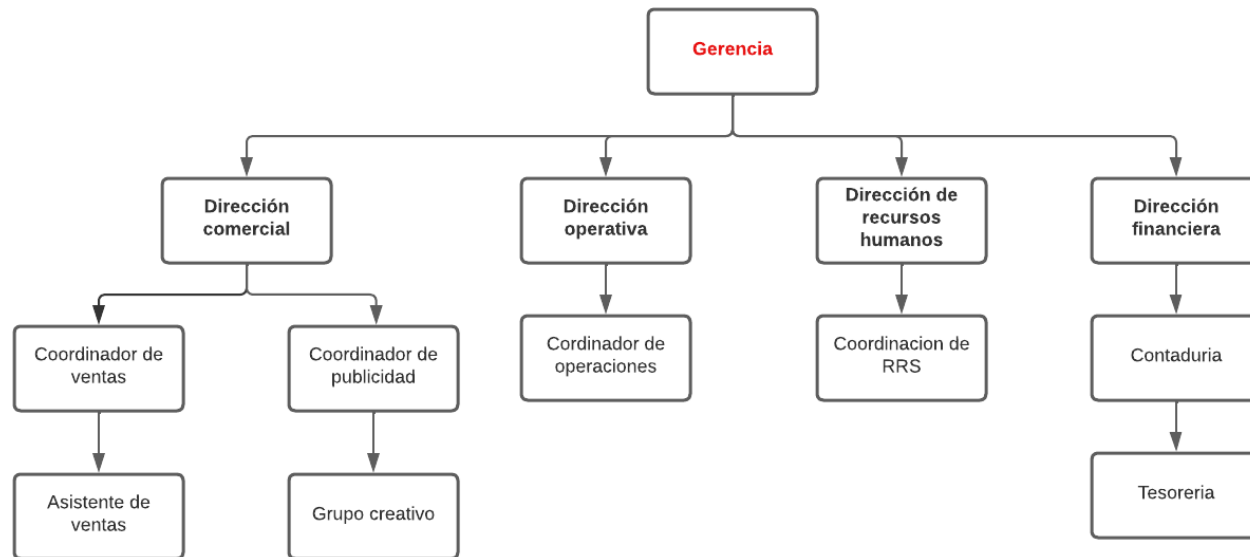 Gerencia
Dirección
comercial
Dirección
operativa
Dirección de
recursos
humanos
Dirección
financiera
Coordinador de
ventas
Coordinador de
publicidad
Cordinador de
operaciones
Coordinacion de
RRS
Contaduria
Asistente de
ventas
Grupo creativo
Tesoreria